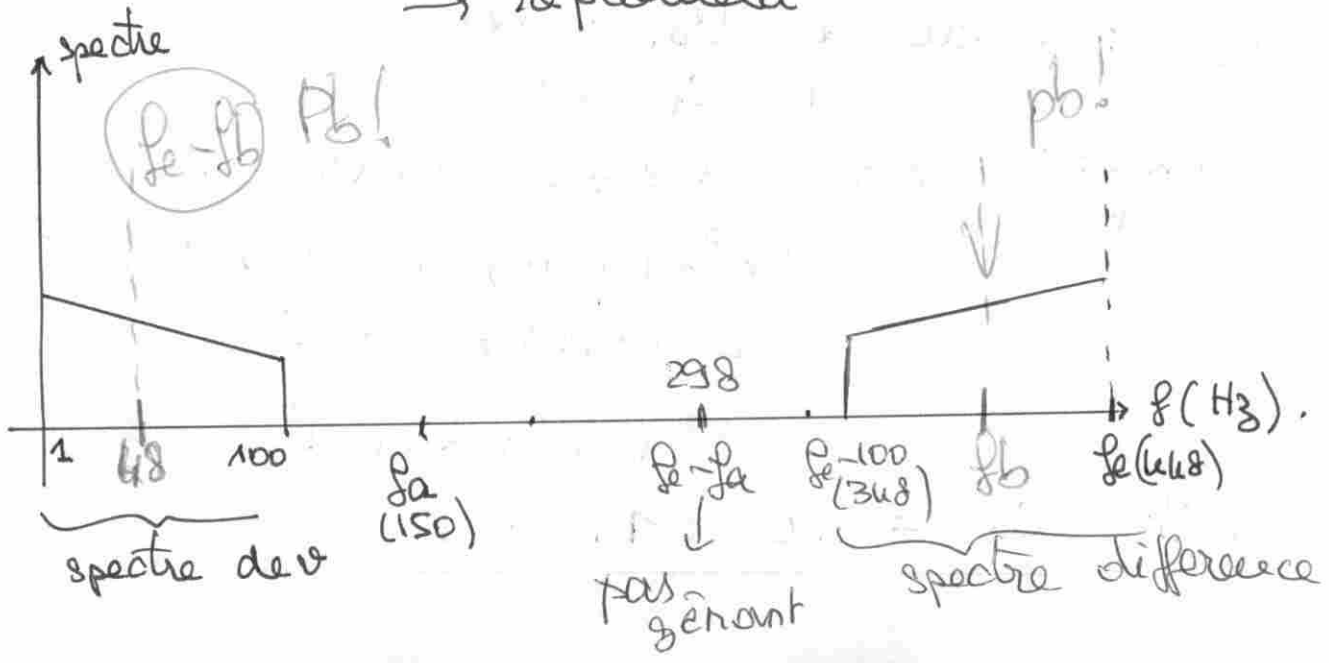 spectre
fe-fb Pb!
pb!
298
f (Hz).
1 48 100
fa
(150)
fe-fa
fe-100
(348)
fb
fe (448)
spectre de v
pas
gênant
spectre difference